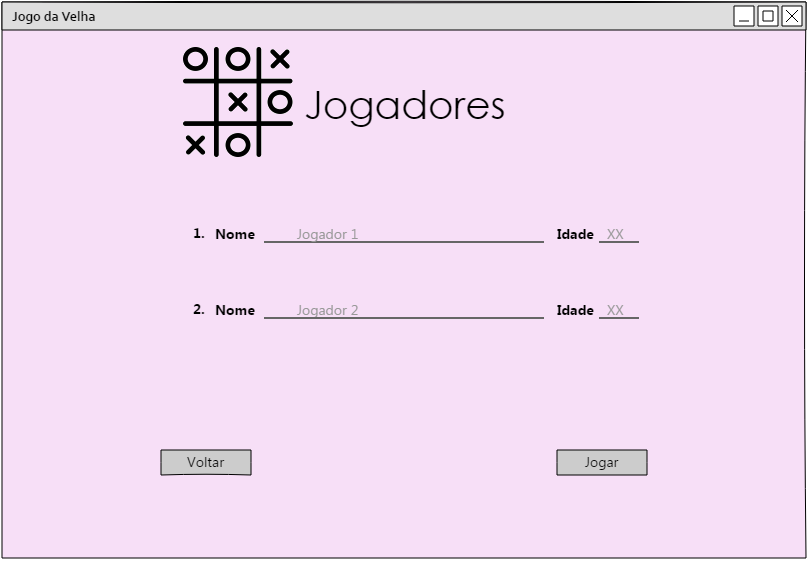 Jogo da Velha
Jogadores
1. Nome Jogador 1 Idade XX
2. Nome Jogador 2 Idade XX
Voltar Jogar